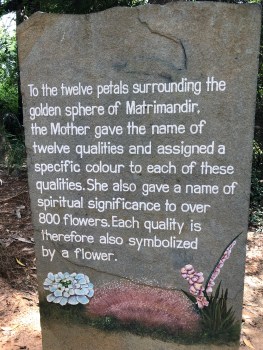 To the twelve petals surrounding the
golden sphere of Matrimandir,
the Mother gave the name of
twelve qualities and assigned a
specific colour to each of these
qualities. She also gave a name of
spiritual significance to over
800 flowers. Each quality is
therefore also symbolized
by a flower.